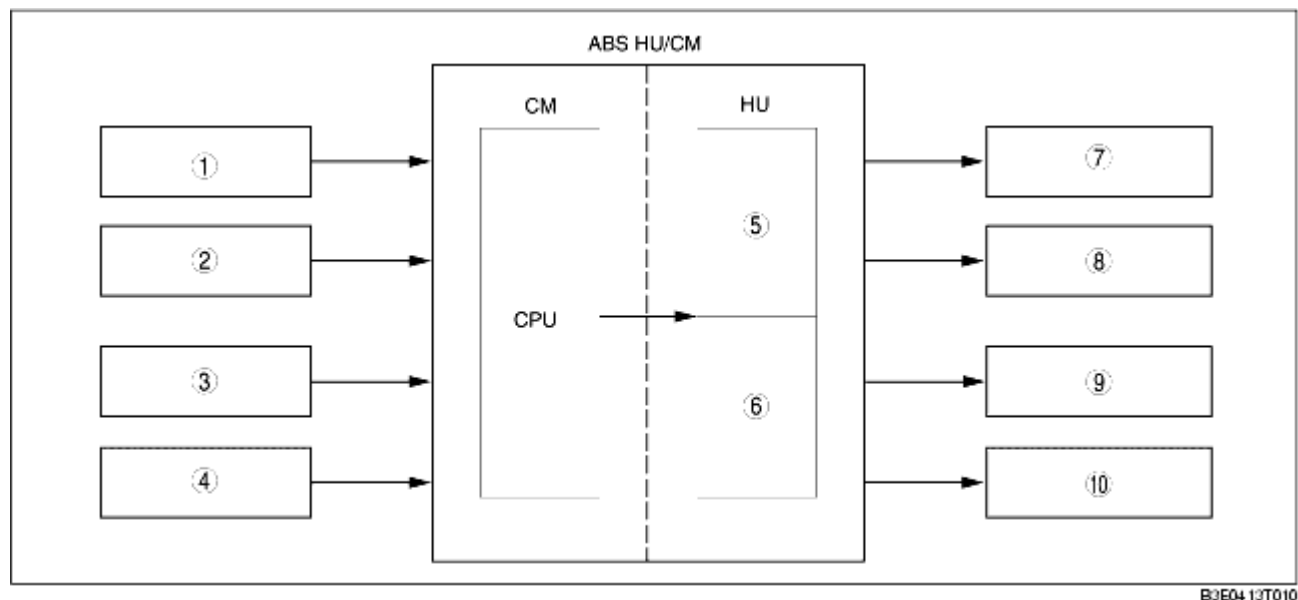 ABS HU/CM
CM HU
① ⑦
② ⑤ ⑧
CPU
③ ⑨
⑥
④ ⑩
B3E0413T010